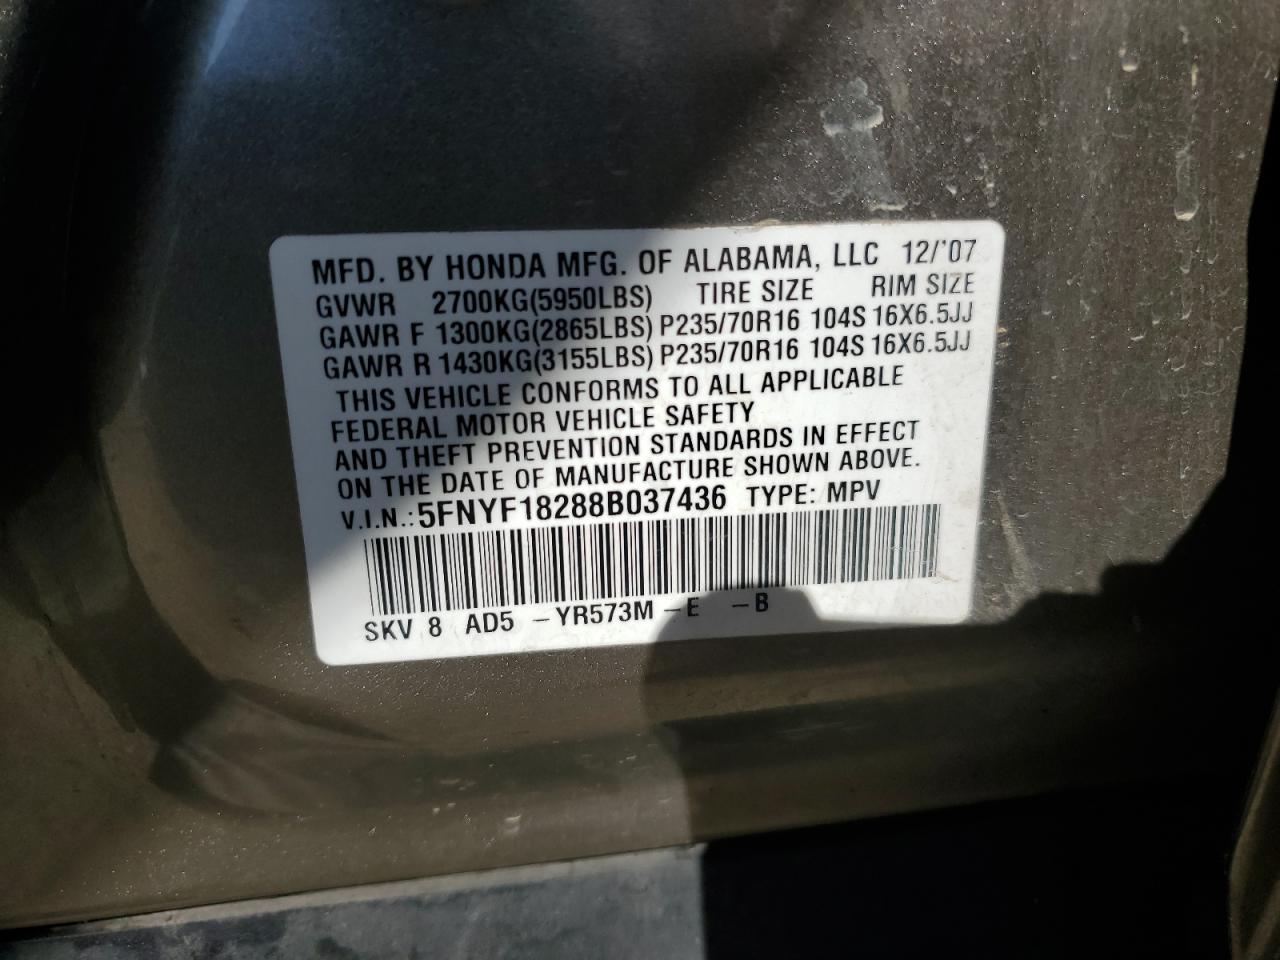 MFD. BY HONDA MFG. OF ALABAMA, LLC 12/'07
GVWR 2700KG(5950LBS) TIRE SIZE RIM SIZE
GAWR F 1300KG(2865LBS) P235/70R16 104S 16X6.5JJ
GAWR R 1430KG(3155LBS) P235/70R16 104S 16X6.5JJ
THIS VEHICLE CONFORMS TO ALL APPLICABLE
FEDERAL MOTOR VEHICLE SAFETY
AND THEFT PREVENTION STANDARDS IN EFFECT
ON THE DATE OF MANUFACTURE SHOWN ABOVE.
V.I.N.: 5FNYF18288B037436 TYPE: MPV
SKV 8 AD5 -YR573M -E -B